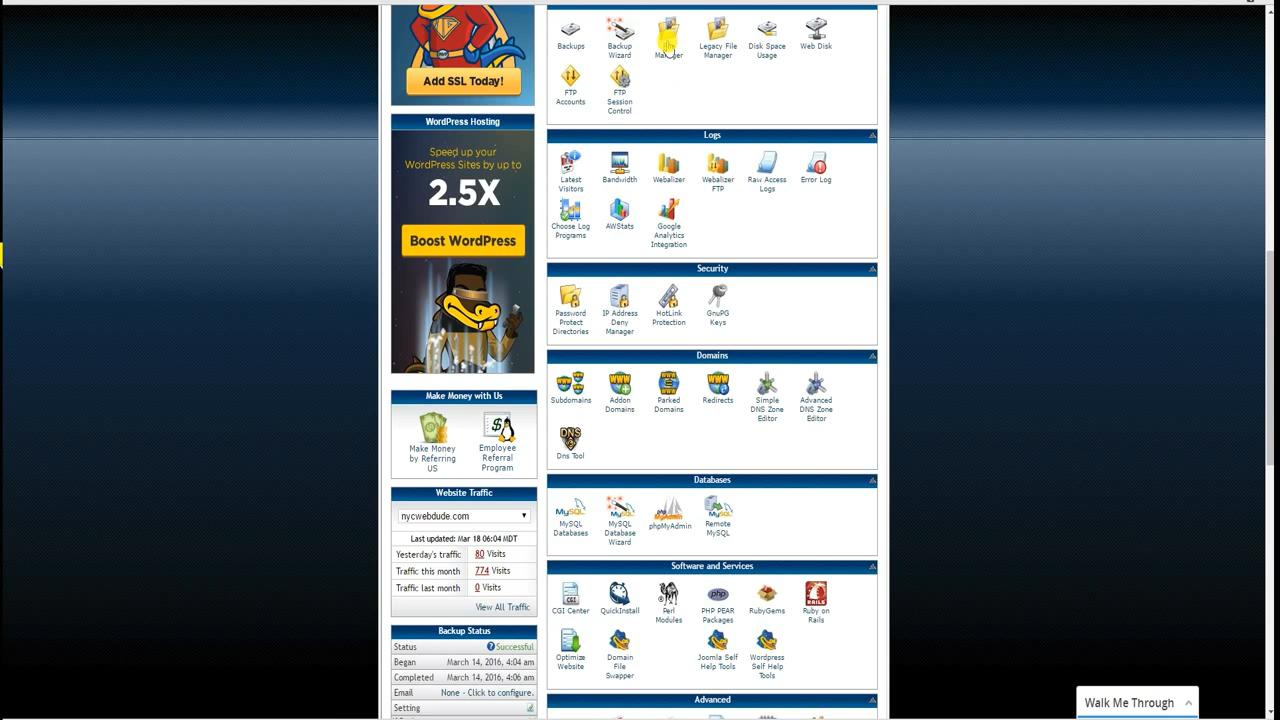 Add SSL Today!
WordPress Hosting
Speed up your
WordPress Sites by up to
2.5X
Boost WordPress
Make Money with Us
Make Money
by Referring
US
Employee
Referral
Program
Website Traffic
nycwebdude.com
Last updated: Mar 18 06:04 MDT
Yesterday's traffic 80 Visits
Traffic this month 774 Visits
Traffic last month 0 Visits
View All Traffic
Backup Status
Status Successful
Began March 14, 2016, 4:04 am
Completed March 14, 2016, 4:06 am
Email None - Click to configure.
Setting
Backups
Backup
Wizard
Manager
Legacy File
Manager
Disk Space
Usage
Web Disk
FTP
Accounts
FTP
Session
Control
Logs
Latest
Visitors
Bandwidth
Webalizer
Webalizer
FTP
Raw Access
Logs
Error Log
Choose Log
Programs
AWStats
Google
Analytics
Integration
Security
Password
Protect
Directories
IP Address
Deny
Manager
HotLink
Protection
GnuPG
Keys
Domains
Subdomains
Addon
Domains
Parked
Domains
Redirects
Simple
DNS Zone
Editor
Advanced
DNS Zone
Editor
Dns Tool
Databases
MySQL
Databases
MySQL
Database
Wizard
phpMyAdmin
Remote
MySQL
Software and Services
CGI Center
QuickInstall
Perl
Modules
PHP PEAR
Packages
RubyGems
Ruby on
Rails
Optimize
Website
Domain
File
Swapper
Joomla Self
Help Tools
Wordpress
Self Help
Tools
Advanced
Walk Me Through